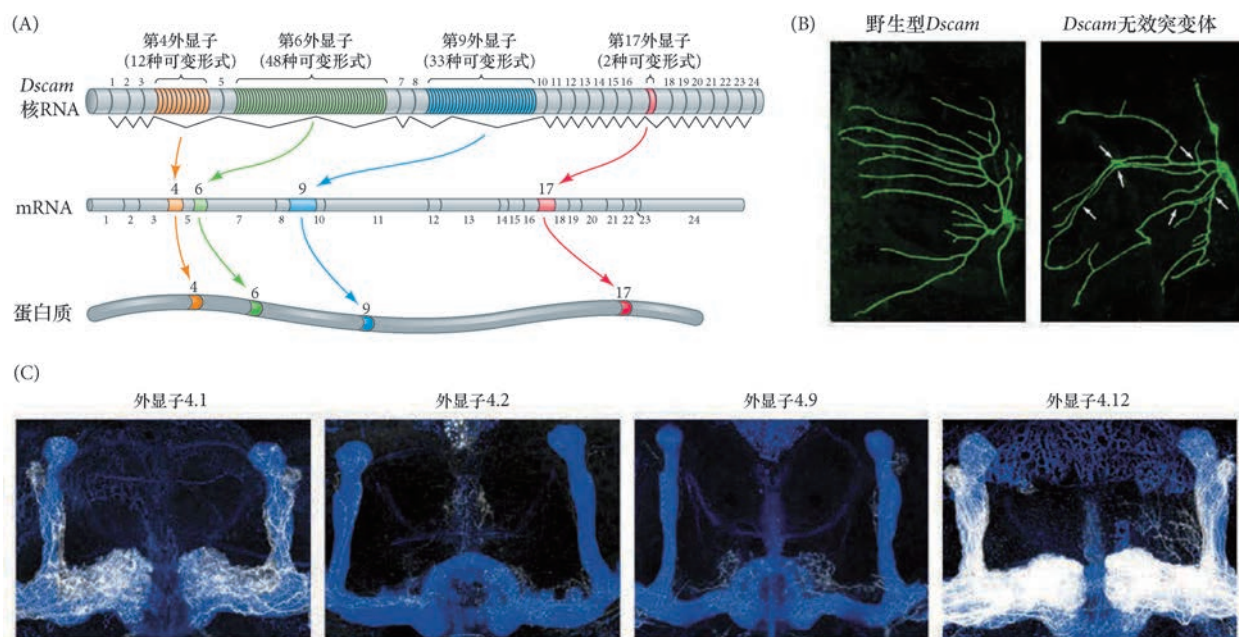 (A)
第4外显子
(12种可变形式)
第6外显子
(48种可变形式)
第9外显子
(33种可变形式)
第17外显子
(2种可变形式)
Dscam
核RNA
1 2 3 5 7 8 10 11 12 13 14 15 16 18 19 20 21 22 23 24
4 6 9 17
mRNA
1 2 3 5 7 8 10 11 12 13 14 15 16 18 19 20 21 22 23 24
4 6 9 17
蛋白质
(B)
野生型Dscam
Dscam无效突变体
(C)
外显子4.1
外显子4.2
外显子4.9
外显子4.12